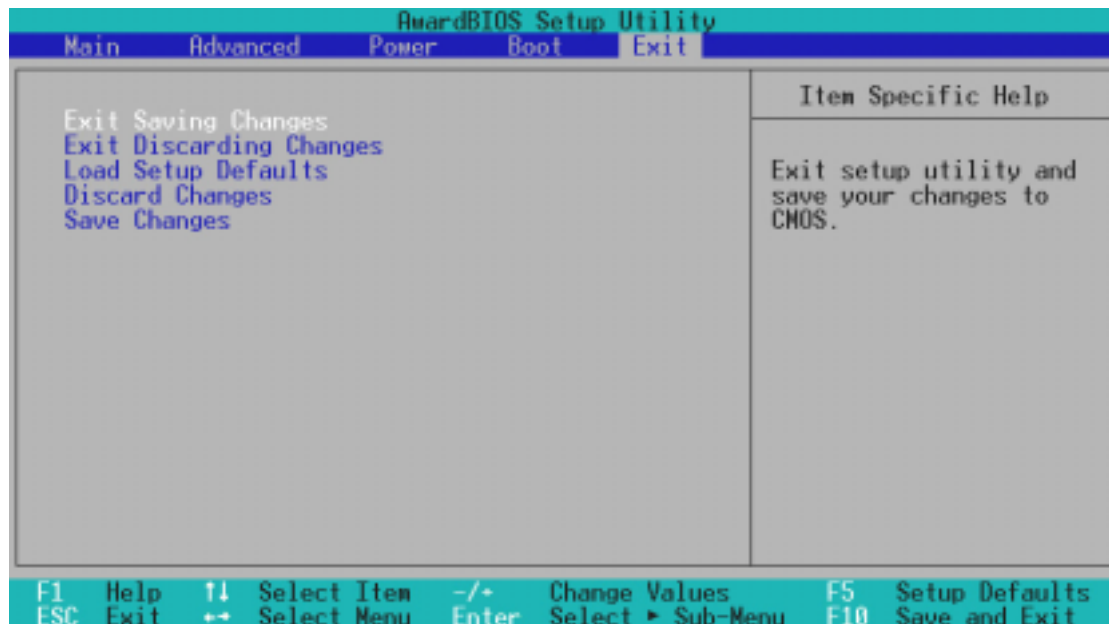 AwardBIOS Setup Utility
Main Advanced Power Boot Exit
Item Specific Help
Exit Saving Changes
Exit Discarding Changes
Load Setup Defaults
Discard Changes
Save Changes
Exit setup utility and
save your changes to
CMOS.
F1 Help ↑↓ Select Item -/+ Change Values F5 Setup Defaults
ESC Exit ←→ Select Menu Enter Select ► Sub-Menu F10 Save and Exit